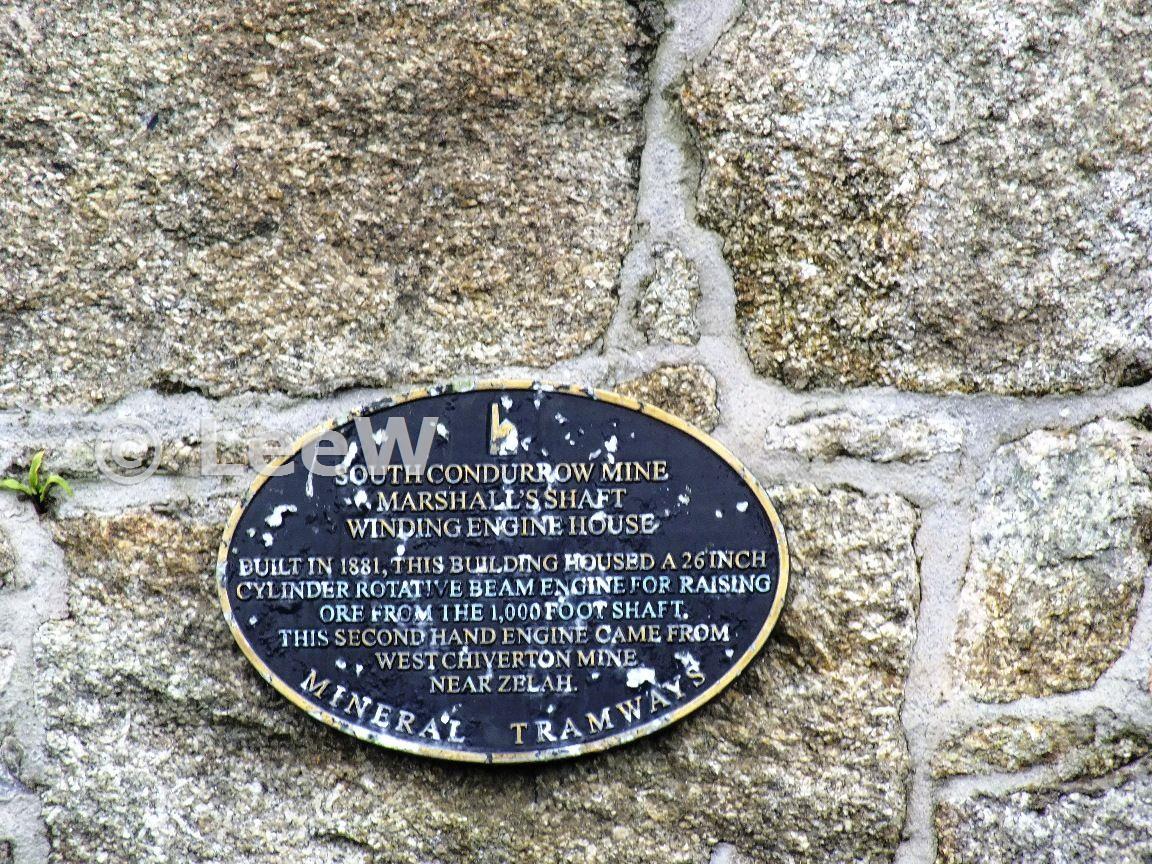 © LeeW
SOUTH CONDURROW MINE
MARSHALL'S SHAFT
WINDING ENGINE HOUSE
BUILT IN 1881, THIS BUILDING HOUSED A 26 INCH
CYLINDER ROTATIVE BEAM ENGINE FOR RAISING
ORE FROM THE 1,000 FOOT SHAFT.
THIS SECOND HAND ENGINE CAME FROM
WEST CHIVERTON MINE
NEAR ZELAH.
MINERAL TRAMWAYS